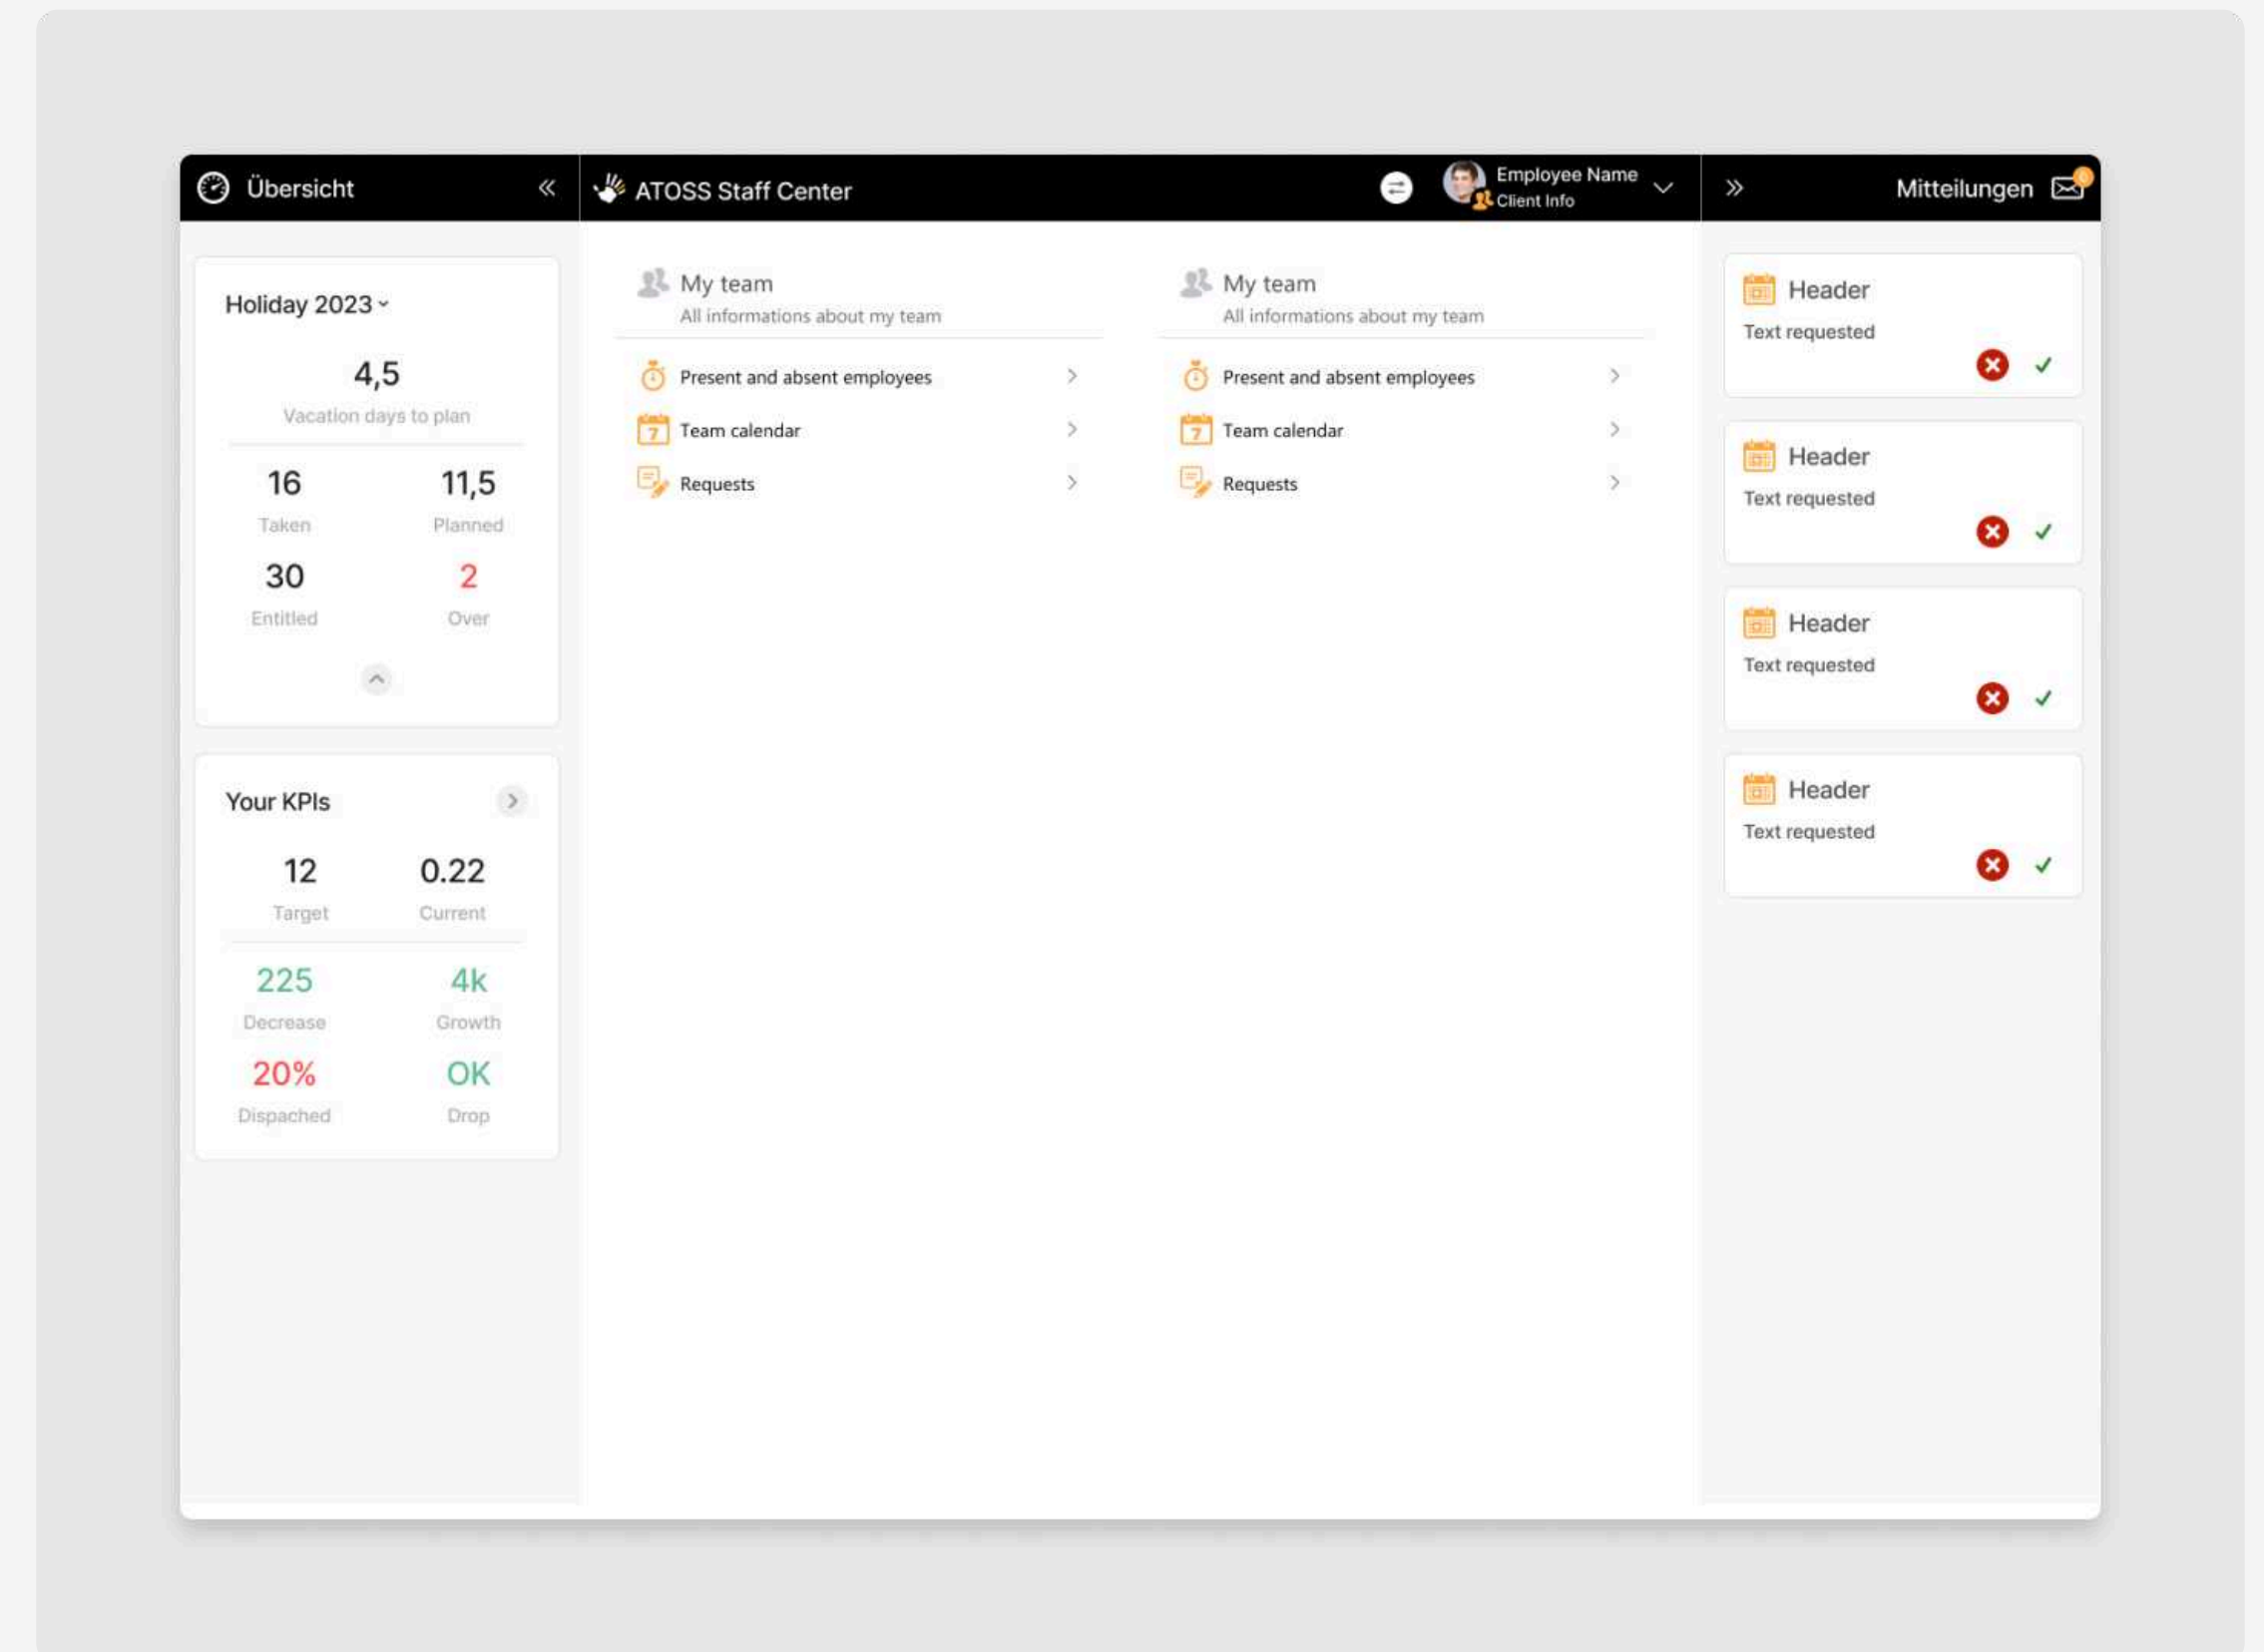 Übersicht
ATOSS Staff Center
Employee Name
Client Info
Mitteilungen
Holiday 2023
4,5
Vacation days to plan
16 11,5
Taken Planned
30 2
Entitled Over
Your KPIs
12 0.22
Target Current
225 4k
Decrease Growth
20% OK
Dispached Drop
My team
All informations about my team
Present and absent employees
7 Team calendar
Requests
My team
All informations about my team
Present and absent employees
7 Team calendar
Requests
Header
Text requested
Header
Text requested
Header
Text requested
Header
Text requested